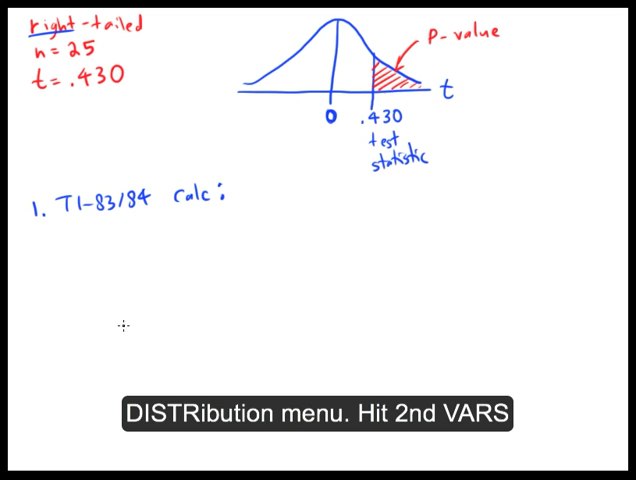 right-tailed
n = 25
t = .430
P-value
t
0
.430
test
statistic
1. TI-83/84 calc:
DISTRibution menu. Hit 2nd VARS